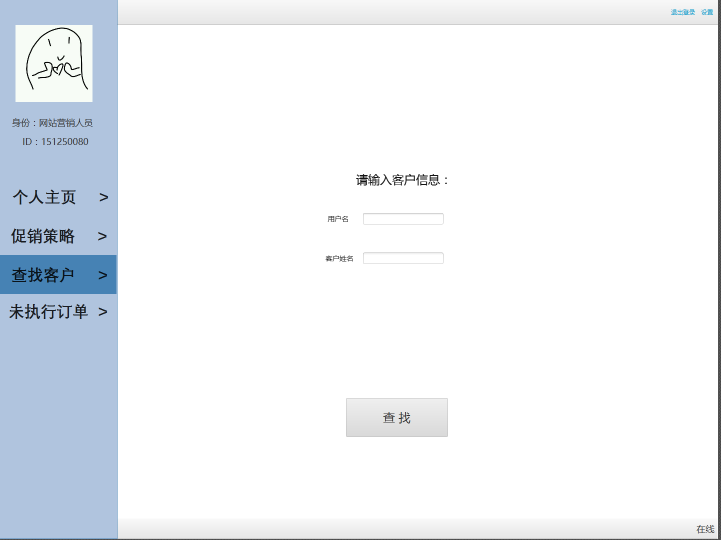 退出登录 设置
身份：网站营销人员
ID：151250080
个人主页 >
促销策略 >
查找客户 >
未执行订单 >
请输入客户信息：
用户名
客户姓名
查 找
在线